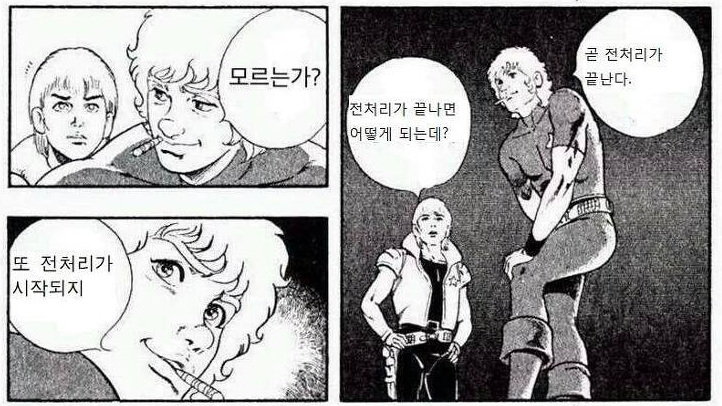 곧 전처리가
끝난다.
전처리가 끝나면
어떻게 되는데?
모르는가?
또 전처리가
시작되지